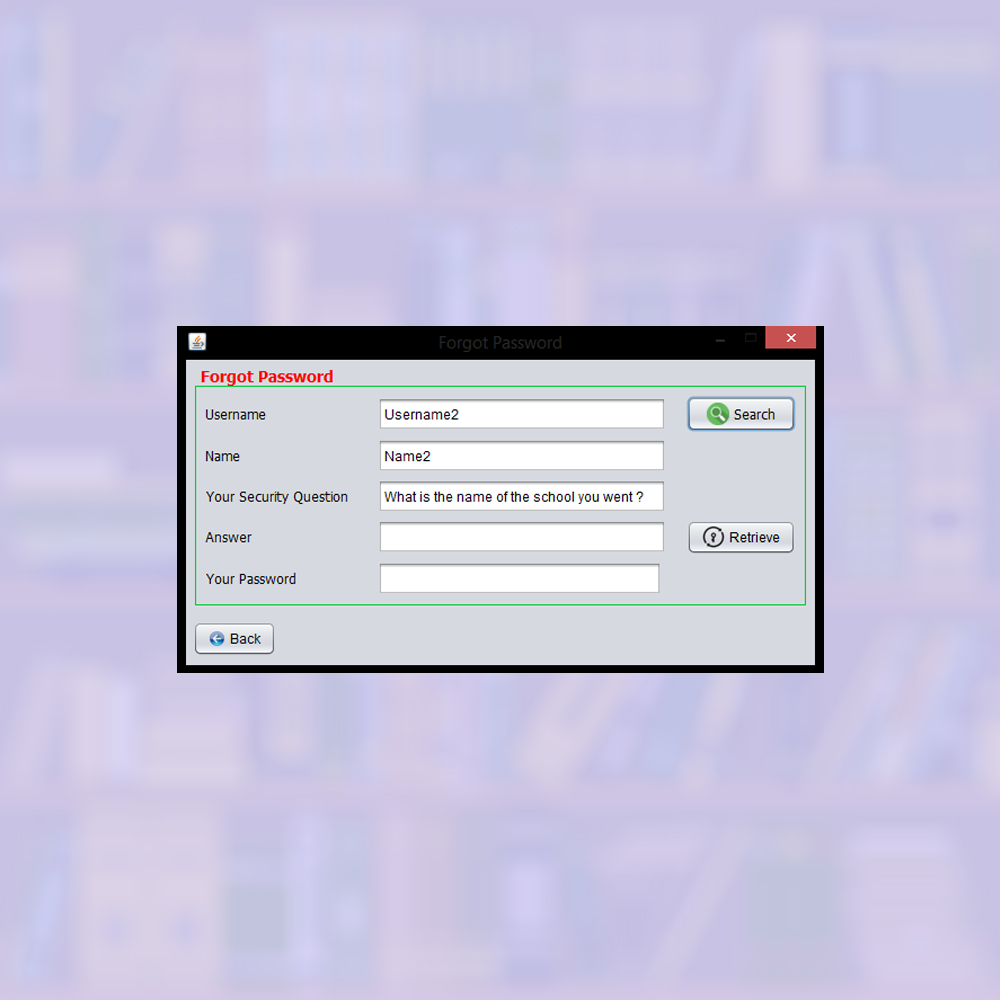 Forgot Password
Forgot Password
Username Username2 Search
Name Name2
Your Security Question What is the name of the school you went ?
Answer Retrieve
Your Password
Back